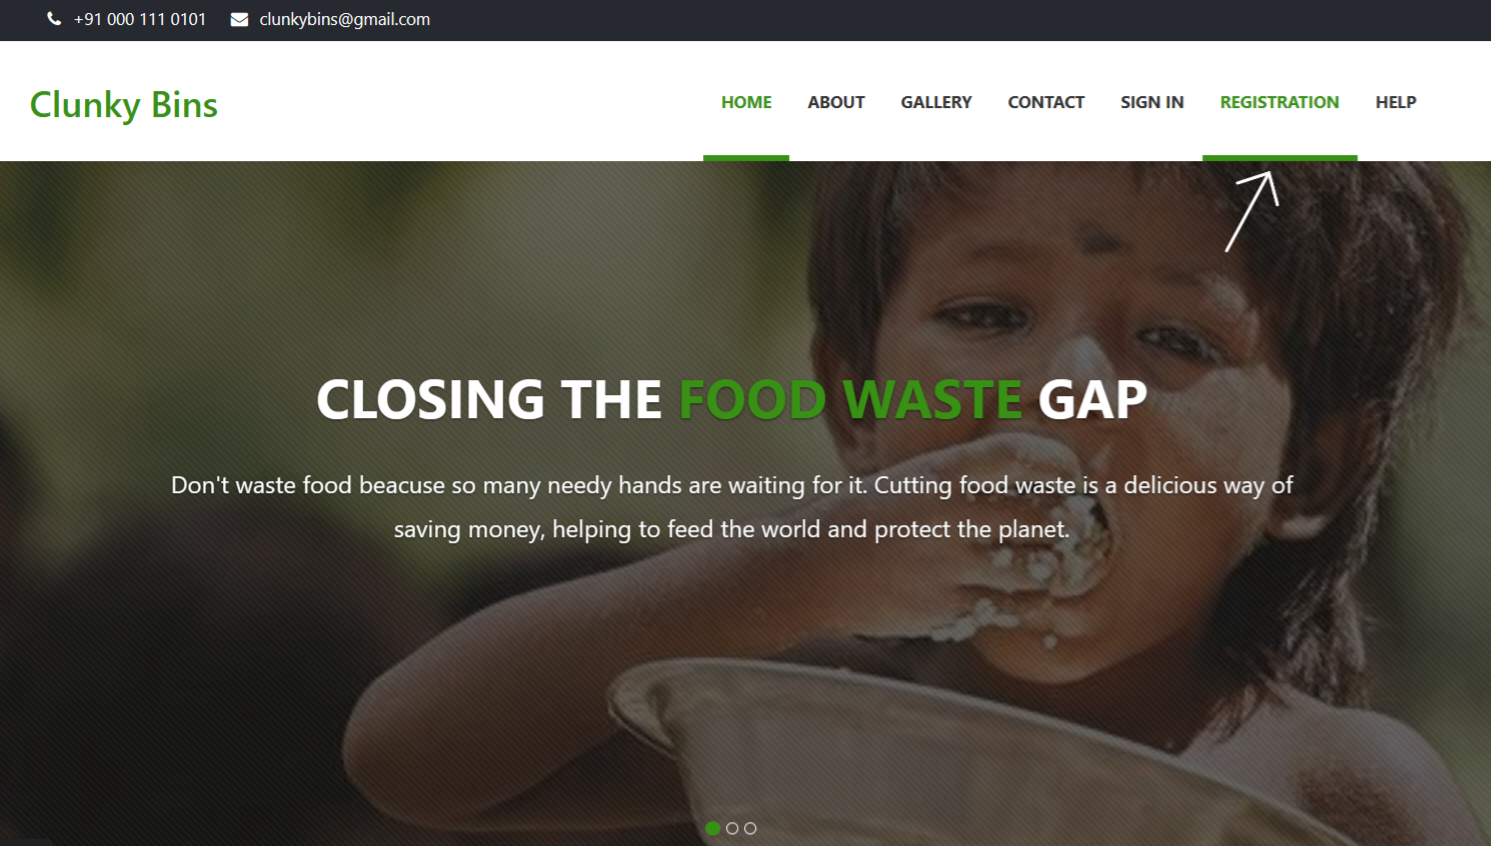 +91 000 111 0101 clunkybins@gmail.com
Clunky Bins
HOME ABOUT GALLERY CONTACT SIGN IN REGISTRATION HELP
CLOSING THE FOOD WASTE GAP
Don't waste food beacuse so many needy hands are waiting for it. Cutting food waste is a delicious way of
saving money, helping to feed the world and protect the planet.